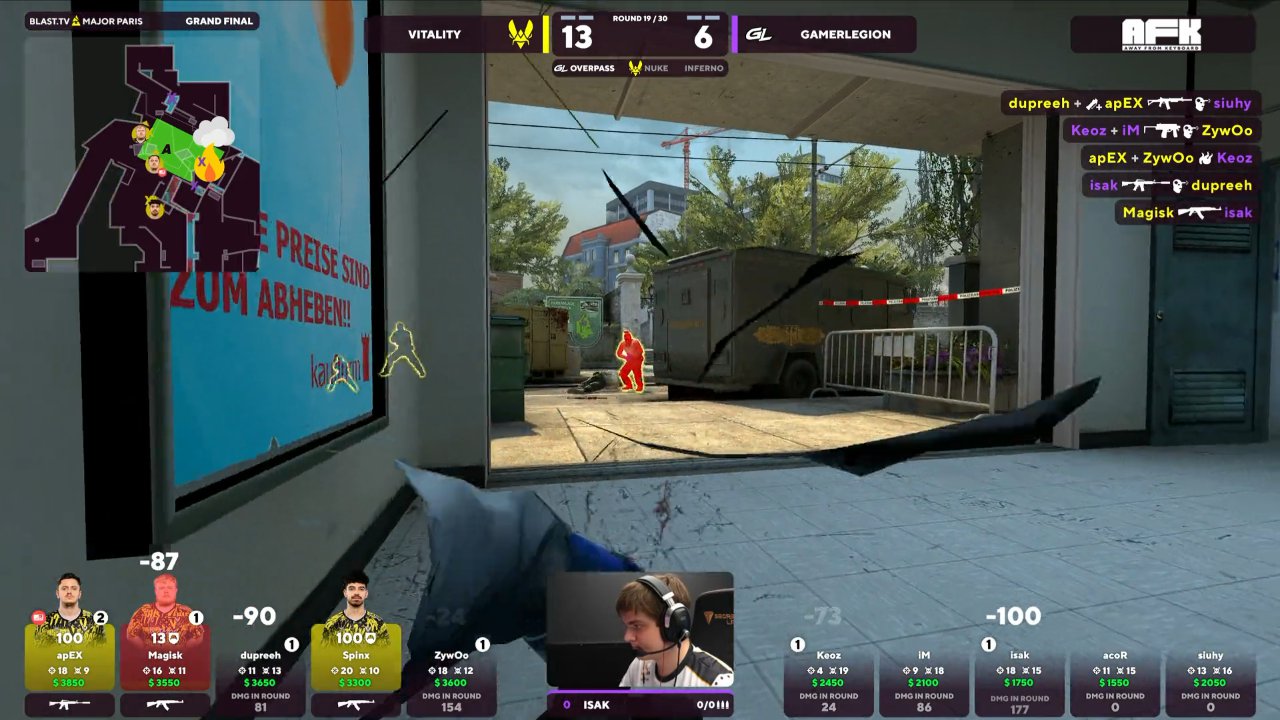 BLAST.TV MAJOR PARIS GRAND FINAL
VITALITY 13 ROUND 19 / 30 6 GL GAMERLEGION
GL OVERPASS NUKE INFERNO
AFK
AWAY FROM KEYBOARD
dupreeh + apEX siuhy
Keoz + iM ZywOo
apEX + ZywOo Keoz
isak dupreeh
Magisk isak
A
X
E PREISE SIND
ZUM ABHEBEN!!
-87
-90
-24
-73
-100
100 2
apEX
18 9
$3850
13 1
Magisk
16 11
$3550
1
dupreeh
11 13
$3650
DMG IN ROUND
81
100
Spinx
20 10
$3300
1
ZywOo
18 12
$3600
DMG IN ROUND
154
0 ISAK 0/0
1
Keoz
4 19
$2450
DMG IN ROUND
24
iM
9 18
$2100
DMG IN ROUND
86
1
isak
18 15
$1750
DMG IN ROUND
177
acoR
11 15
$1550
DMG IN ROUND
0
siuhy
13 16
$2050
DMG IN ROUND
0